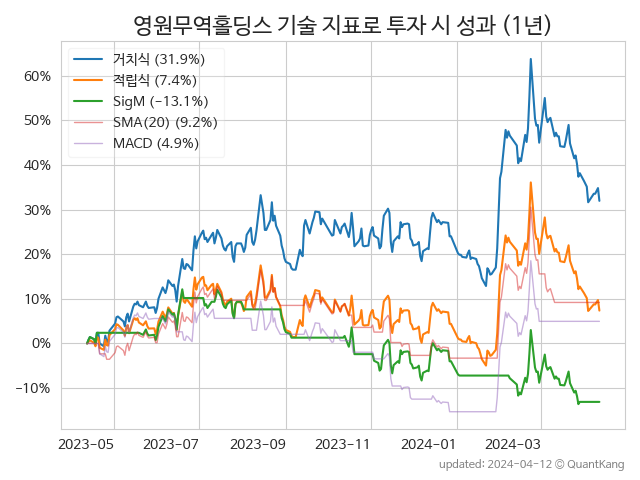 영원무역홀딩스 기술 지표로 투자 시 성과 (1년)
거치식 (31.9%)
적립식 (7.4%)
SigM (−13.1%)
SMA(20) (9.2%)
MACD (4.9%)
60%
50%
40%
30%
20%
10%
0%
−10%
2023-05
2023-07
2023-09
2023-11
2024-01
2024-03
updated: 2024-04-12 © QuantKang